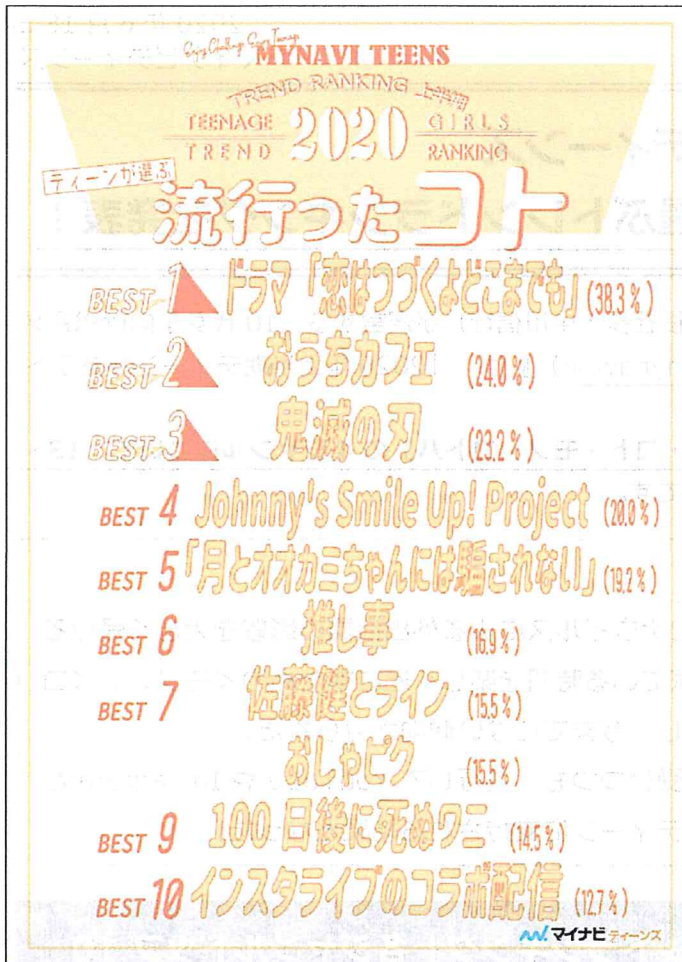 Enjoy Challenge Enjoy Teenage
MYNAVI TEENS
TREND RANKING 上半期
TEENAGE TREND 2020 GIRLS RANKING
ティーンが選ぶ
流行ったコト
BEST 1 ドラマ「恋はつづくよどこまでも」(38.3%)
BEST 2 おうちカフェ (24.0%)
BEST 3 鬼滅の刃 (23.2%)
BEST 4 Johnny's Smile Up! Project (20.0%)
BEST 5 「月とオオカミちゃんには騙されない」(19.2%)
BEST 6 推し事 (16.9%)
BEST 7 佐藤健とライン (15.5%)
おしゃピク (15.5%)
BEST 9 100日後に死ぬワニ (14.5%)
BEST 10 インスタライブのコラボ配信 (12.7%)
マイナビティーンズ